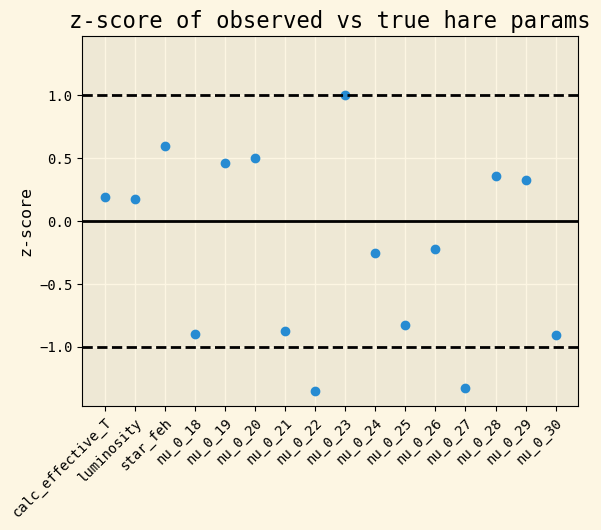 z-score of observed vs true hare params
z-score
1.0
0.5
0.0
−0.5
−1.0
calc_effective_T
luminosity
star_feh
nu_0_18
nu_0_19
nu_0_20
nu_0_21
nu_0_22
nu_0_23
nu_0_24
nu_0_25
nu_0_26
nu_0_27
nu_0_28
nu_0_29
nu_0_30